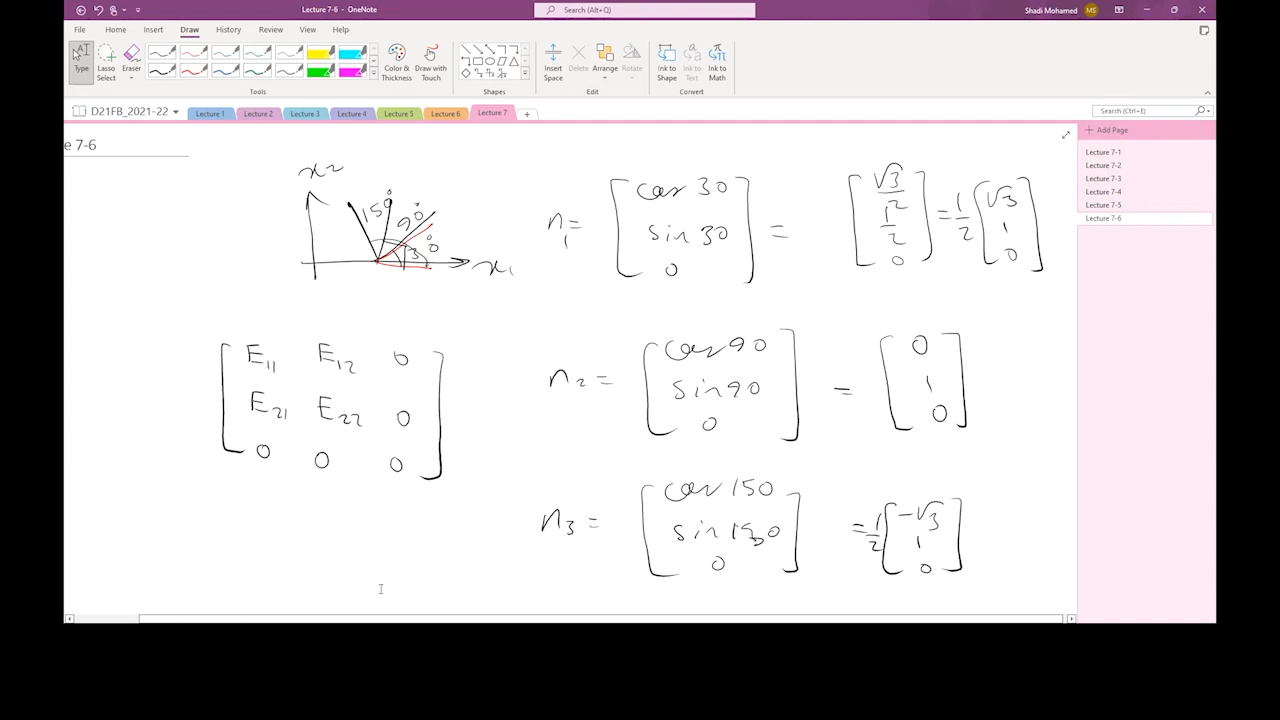 Lecture 7-6 - OneNote
Search (Alt+Q)
Shadi Mohamed
MS
File Home Insert Draw History Review View Help
Type
Lasso Select
Eraser
Color & Thickness
Draw with Touch
Insert Space
Delete
Arrange
Rotate
Ink to Shape
Ink to Text
Ink to Math
Tools
Shapes
Edit
Convert
D21FB_2021-22
Lecture 1
Lecture 2
Lecture 3
Lecture 4
Lecture 5
Lecture 6
Lecture 7
Search (Ctrl+E)
Add Page
Lecture 7-1
Lecture 7-2
Lecture 7-3
Lecture 7-4
Lecture 7-5
Lecture 7-6
e 7-6
x2
150° 90° 30°
x1
n1 = [cos 30 sin 30 0] = [√3/2 1/2 0] = 1/2 [√3 1 0]
E11 E12 0
E21 E22 0
0 0 0
n2 = [cos 90 sin 90 0] = [0 1 0]
n3 = [cos 150 sin 150 0] = 1/2 [-√3 1 0]